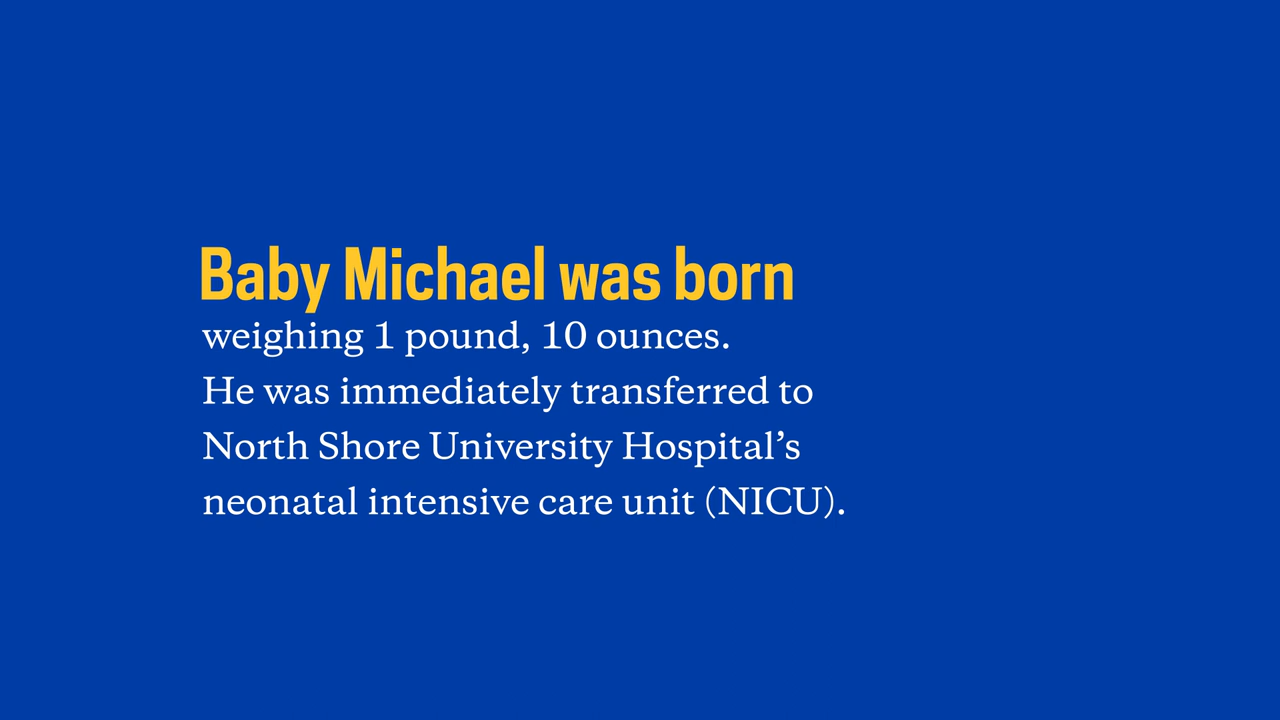 Baby Michael was born
weighing 1 pound, 10 ounces.
He was immediately transferred to
North Shore University Hospital’s
neonatal intensive care unit (NICU).